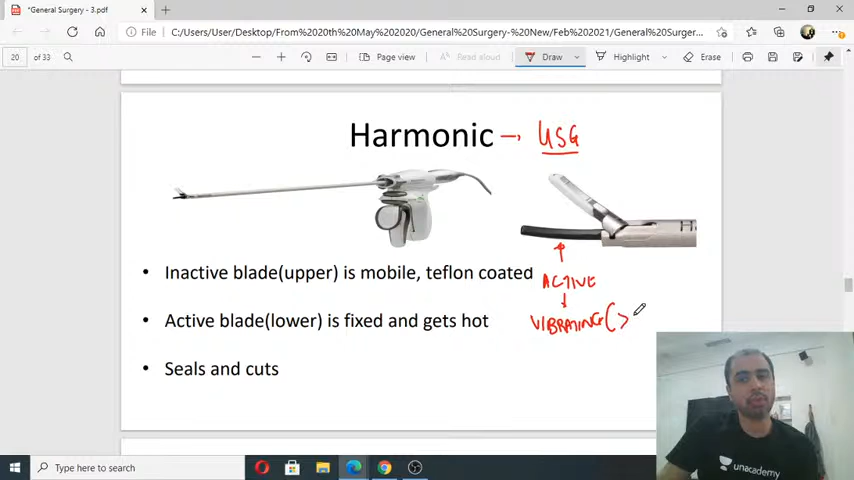 *General Surgery - 3.pdf
File
C:/Users/User/Desktop/From%2020th%20May%202020/General%20Surgery-%20New/Feb%202021/General%20Surger...
20 of 33
Page view
Read aloud
Draw
Highlight
Erase
Harmonic → USG
Inactive blade(upper) is mobile, teflon coated
ACTIVE
Active blade(lower) is fixed and gets hot
VIBRATING (>
Seals and cuts
unacademy
Type here to search